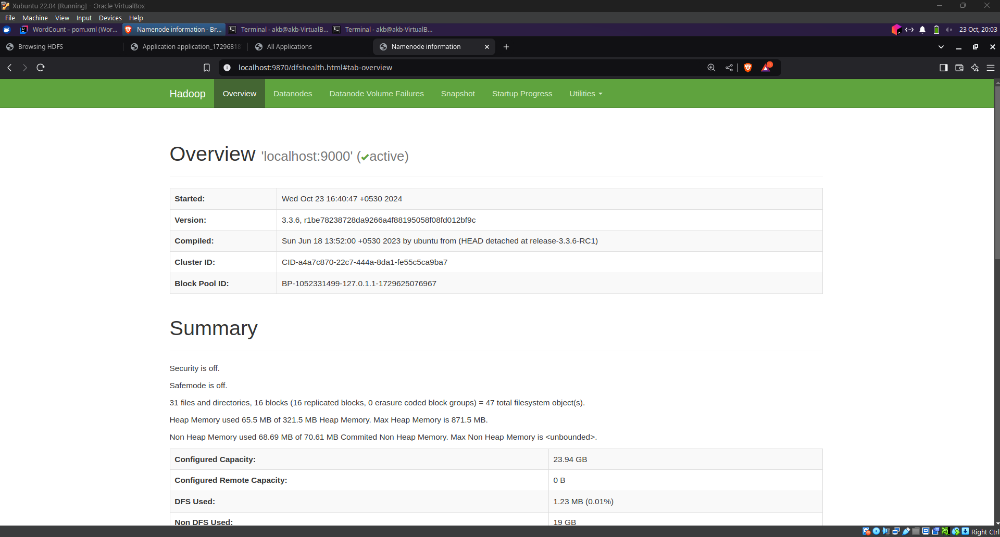 Xubuntu 22.04 [Running] - Oracle VirtualBox
File Machine View Input Devices Help
WordCount – pom.xml (Wor... Namenode information - Br... Terminal - akb@akb-VirtualB... Terminal - akb@akb-VirtualB... 23 Oct, 20:03
Browsing HDFS Application application_17296818 All Applications Namenode information
localhost:9870/dfshealth.html#tab-overview
Hadoop Overview Datanodes Datanode Volume Failures Snapshot Startup Progress Utilities
Overview 'localhost:9000' (✔active)
Started: Wed Oct 23 16:40:47 +0530 2024
Version: 3.3.6, r1be78238728da9266a4f88195058f08fd012bf9c
Compiled: Sun Jun 18 13:52:00 +0530 2023 by ubuntu from (HEAD detached at release-3.3.6-RC1)
Cluster ID: CID-a4a7c870-22c7-444a-8da1-fe55c5ca9ba7
Block Pool ID: BP-1052331499-127.0.1.1-1729625076967
Summary
Security is off.
Safemode is off.
31 files and directories, 16 blocks (16 replicated blocks, 0 erasure coded block groups) = 47 total filesystem object(s).
Heap Memory used 65.5 MB of 321.5 MB Heap Memory. Max Heap Memory is 871.5 MB.
Non Heap Memory used 68.69 MB of 70.61 MB Commited Non Heap Memory. Max Non Heap Memory is <unbounded>.
Configured Capacity: 23.94 GB
Configured Remote Capacity: 0 B
DFS Used: 1.23 MB (0.01%)
Non DFS Used: 19 GB
Right Ctrl